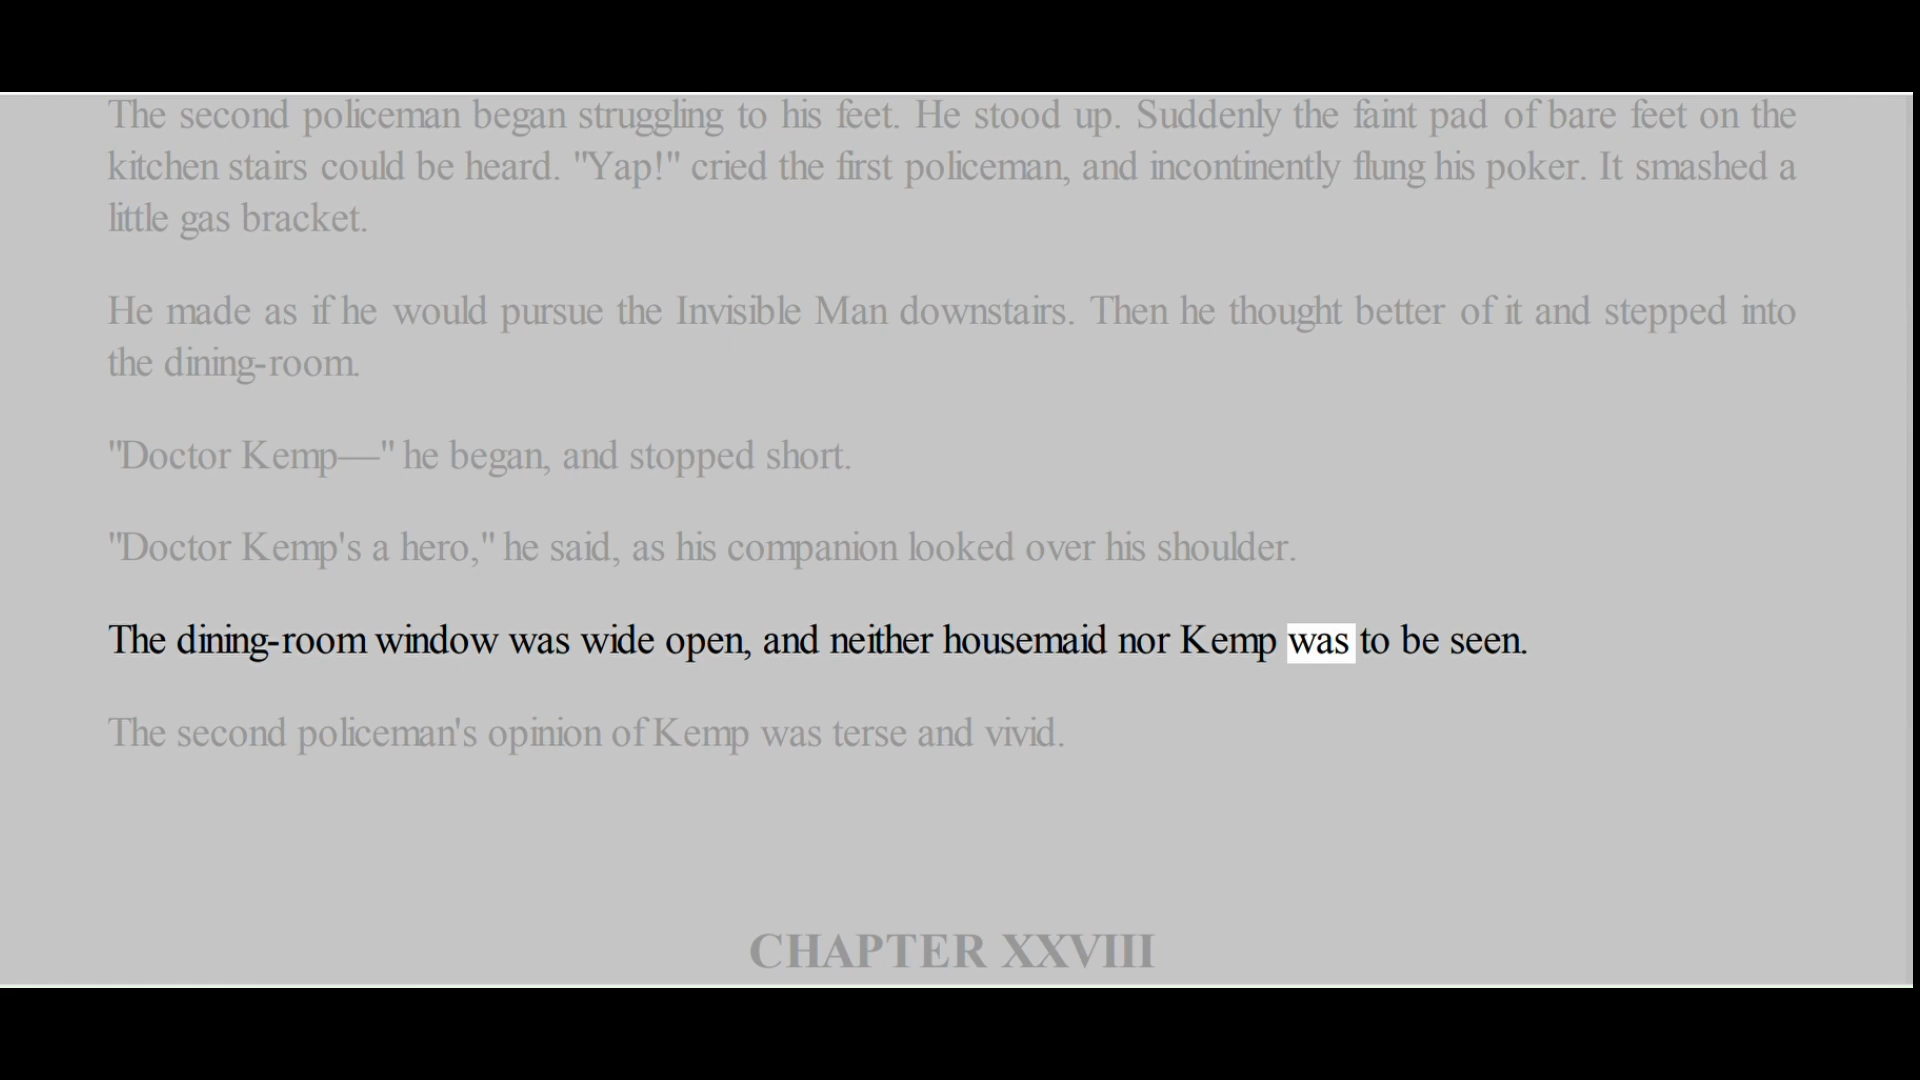 The second policeman began struggling to his feet. He stood up. Suddenly the faint pad of bare feet on the
kitchen stairs could be heard. "Yap!" cried the first policeman, and incontinently flung his poker. It smashed a
little gas bracket.
He made as if he would pursue the Invisible Man downstairs. Then he thought better of it and stepped into
the dining-room.
"Doctor Kemp—" he began, and stopped short.
"Doctor Kemp's a hero," he said, as his companion looked over his shoulder.
The dining-room window was wide open, and neither housemaid nor Kemp was to be seen.
The second policeman's opinion of Kemp was terse and vivid.
CHAPTER XXVIII